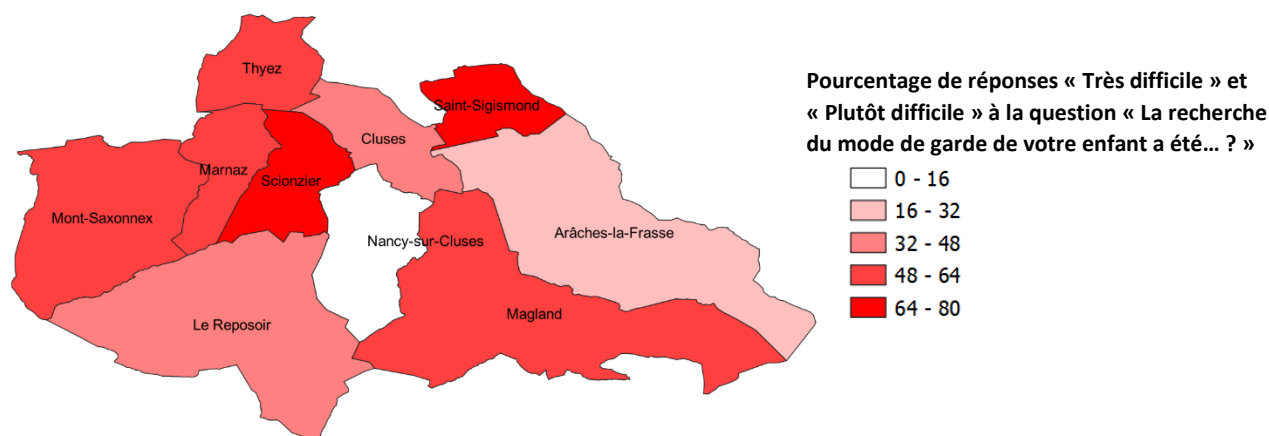 Thyez
Saint-Sigismond
Cluses
Marnaz
Scionzier
Mont-Saxonnex
Nancy-sur-Cluses
Arâches-la-Frasse
Magland
Le Reposoir
Pourcentage de réponses « Très difficile » et
« Plutôt difficile » à la question « La recherche
du mode de garde de votre enfant a été… ? »
0 - 16
16 - 32
32 - 48
48 - 64
64 - 80